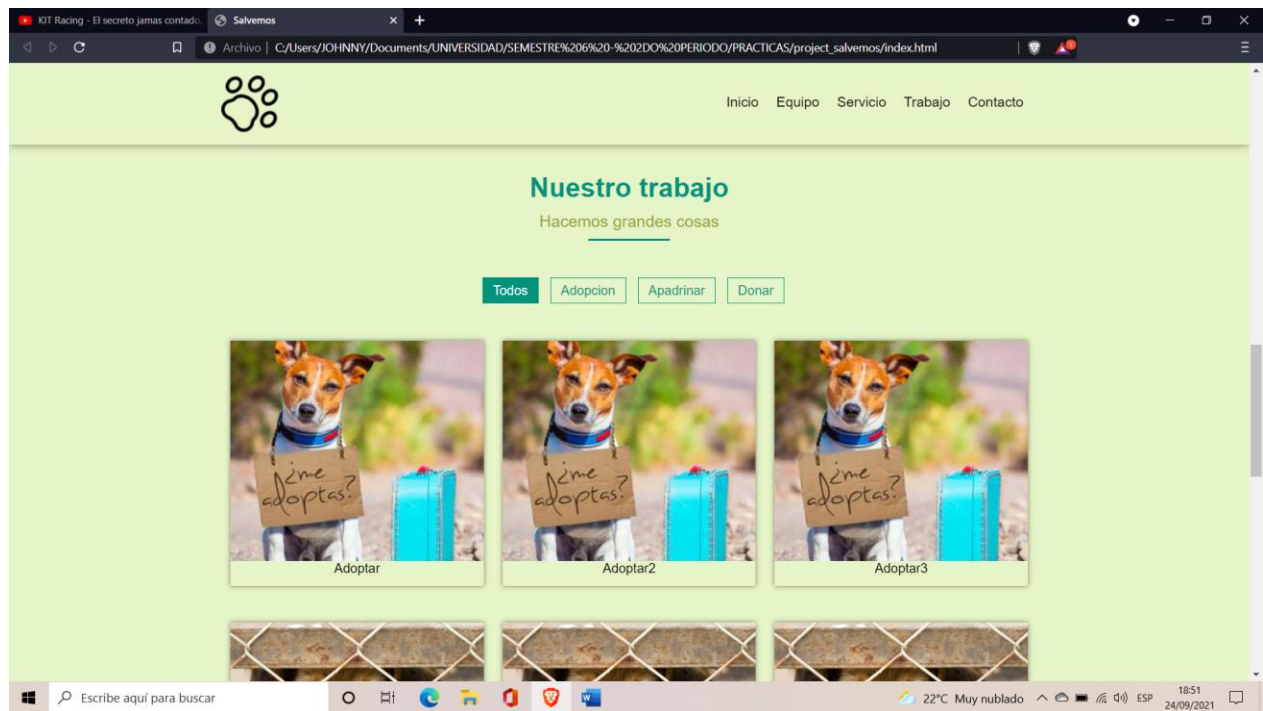 KIT Racing - El secreto jamas contado,
Salvemos
Archivo | C:/Users/JOHNNY/Documents/UNIVERSIDAD/SEMESTRE%206%20-%202DO%20PERIODO/PRACTICAS/project_salvemos/index.html
Inicio Equipo Servicio Trabajo Contacto
Nuestro trabajo
Hacemos grandes cosas
Todos Adopcion Apadrinar Donar
¿me
adoptas?
¿me
adoptas?
¿me
adoptas?
Adoptar Adoptar2 Adoptar3
Escribe aquí para buscar
22°C Muy nublado
ESP
18:51
24/09/2021